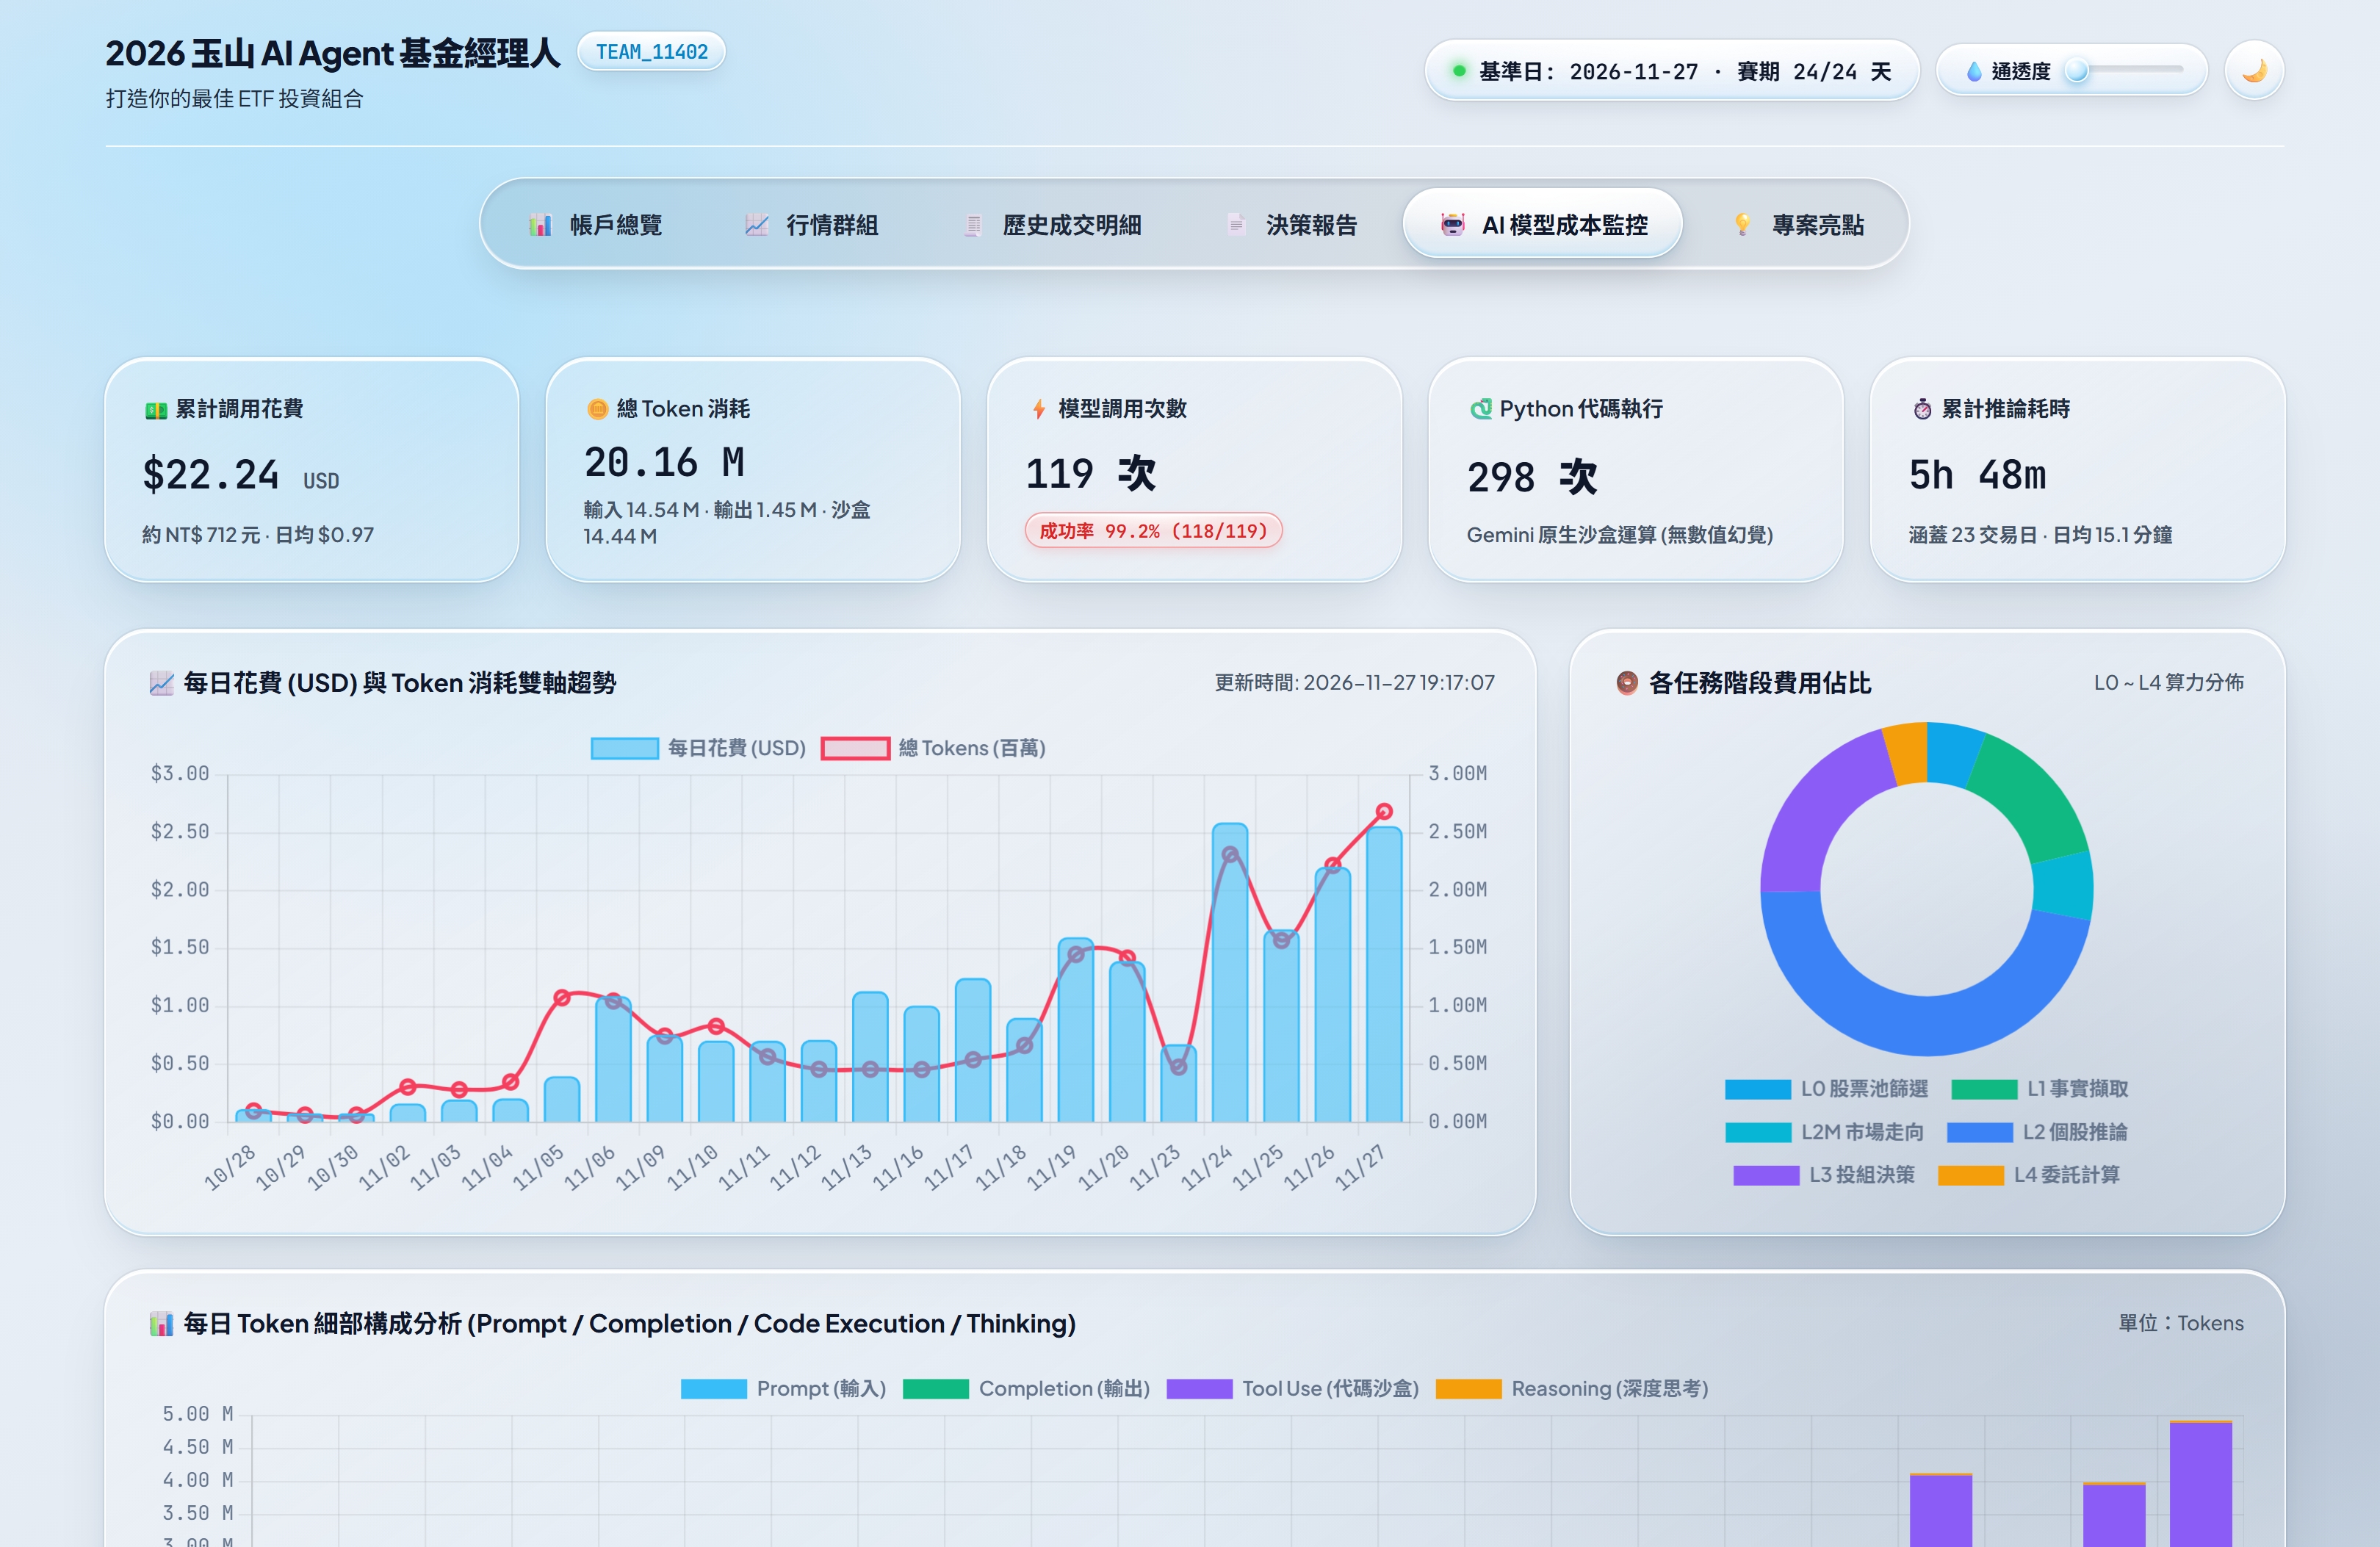 2026 玉山 AI Agent 基金經理人
TEAM_11402
打造你的最佳 ETF 投資組合
基準日: 2026-11-27 · 賽期 24/24 天
通透度
帳戶總覽
行情群組
歷史成交明細
決策報告
AI 模型成本監控
專案亮點
累計調用花費
$22.24 USD
約 NT$ 712 元 · 日均 $0.97
總 Token 消耗
20.16 M
輸入 14.54 M · 輸出 1.45 M · 沙盒
14.44 M
模型調用次數
119 次
成功率 99.2% (118/119)
Python 代碼執行
298 次
Gemini 原生沙盒運算 (無數值幻覺)
累計推論耗時
5h 48m
涵蓋 23 交易日 · 日均 15.1 分鐘
每日花費 (USD) 與 Token 消耗雙軸趨勢
更新時間: 2026-11-27 19:17:07
每日花費 (USD)
總 Tokens (百萬)
$3.00
$2.50
$2.00
$1.50
$1.00
$0.50
$0.00
3.00M
2.50M
2.00M
1.50M
1.00M
0.50M
0.00M
10/28
10/29
10/30
11/02
11/03
11/04
11/05
11/06
11/09
11/10
11/11
11/12
11/13
11/16
11/17
11/18
11/19
11/20
11/23
11/24
11/25
11/26
11/27
各任務階段費用佔比
L0 ~ L4 算力分佈
L0 股票池篩選
L1 事實擷取
L2M 市場走向
L2 個股推論
L3 投組決策
L4 委託計算
每日 Token 細部構成分析 (Prompt / Completion / Code Execution / Thinking)
單位：Tokens
Prompt (輸入)
Completion (輸出)
Tool Use (代碼沙盒)
Reasoning (深度思考)
5.00 M
4.50 M
4.00 M
3.50 M
3.00 M